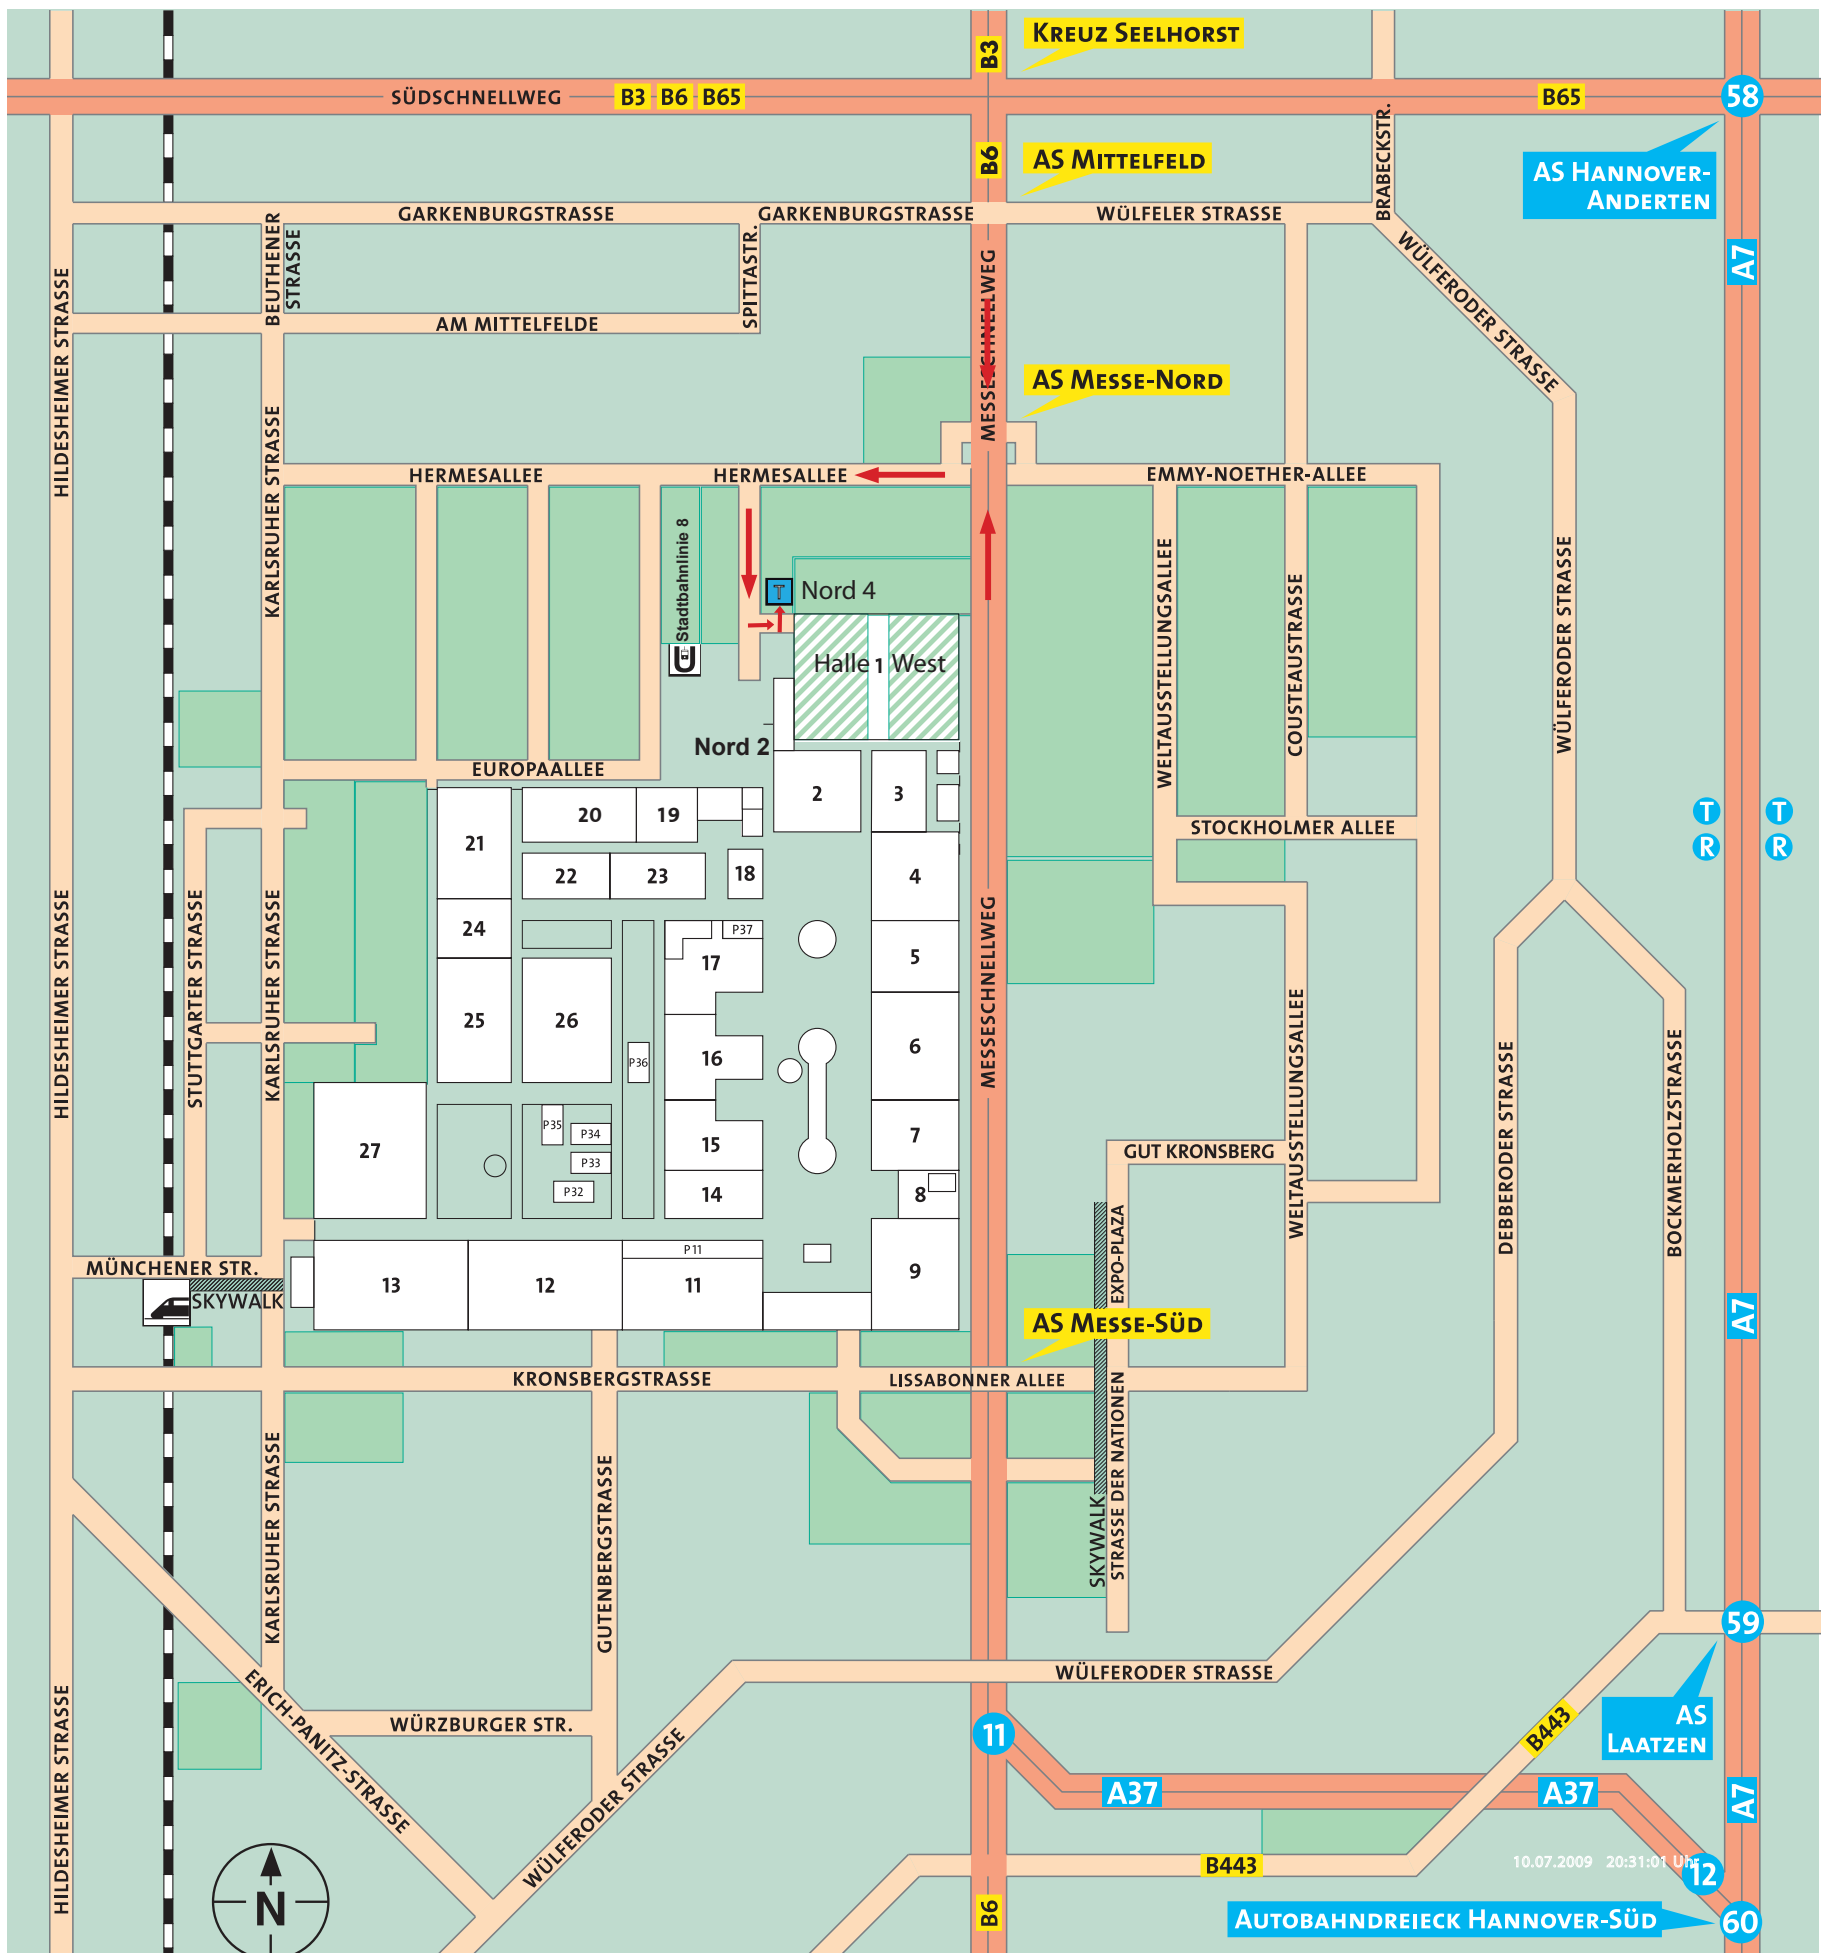 B3
KREUZ SEELHORST
SÜDSCHNELLWEG
B3
B6
B65
B65
58
B6
AS MITTELFELD
BRABECKSTR.
AS HANNOVER-
ANDERTEN
GARKENBURGSTRASSE
GARKENBURGSTRASSE
WÜLFELER STRASSE
BEUTHENER
STRASSE
SPITTASTR.
A7
WÜLFERODER STRASSE
HILDESHEIMER STRASSE
AM MITTELFELDE
MESSESCHNELLWEG
AS MESSE-NORD
KARLSRUHER STRASSE
HERMESALLEE
HERMESALLEE
EMMY-NOETHER-ALLEE
Stadtbahnlinie 8
U
T
Nord 4
WELTAUSSTELLUNGSALLEE
COUSTEAUSTRASSE
WÜLFERODER STRASSE
Halle 1 West
Nord 2
EUROPAALLEE
2
3
20
19
21
22
23
18
4
STOCKHOLMER ALLEE
T
T
R
R
HILDESHEIMER STRASSE
STUTTGARTER STRASSE
KARLSRUHER STRASSE
24
P37
17
5
MESSESCHNELLWEG
25
26
P36
16
6
WELTAUSSTELLUNGSALLEE
DEBBERODER STRASSE
BOCKMERHOLZSTRASSE
27
P35
P34
P33
P32
15
7
14
8
GUT KRONSBERG
EXPO-PLAZA
MÜNCHENER STR.
SKYWALK
13
12
P11
11
9
AS MESSE-SÜD
A7
KRONSBERGSTRASSE
LISSABONNER ALLEE
KARLSRUHER STRASSE
GUTENBERGSTRASSE
SKYWALK
STRASSE DER NATIONEN
59
WÜLFERODER STRASSE
HILDESHEIMER STRASSE
ERICH-PANITZ-STRASSE
WÜRZBURGER STR.
WÜLFERODER STRASSE
11
B443
AS
LAATZEN
A37
A37
A7
B443
10.07.2009 20:31:01 Uhr
12
N
B6
AUTOBAHNDREIECK HANNOVER-SÜD
60